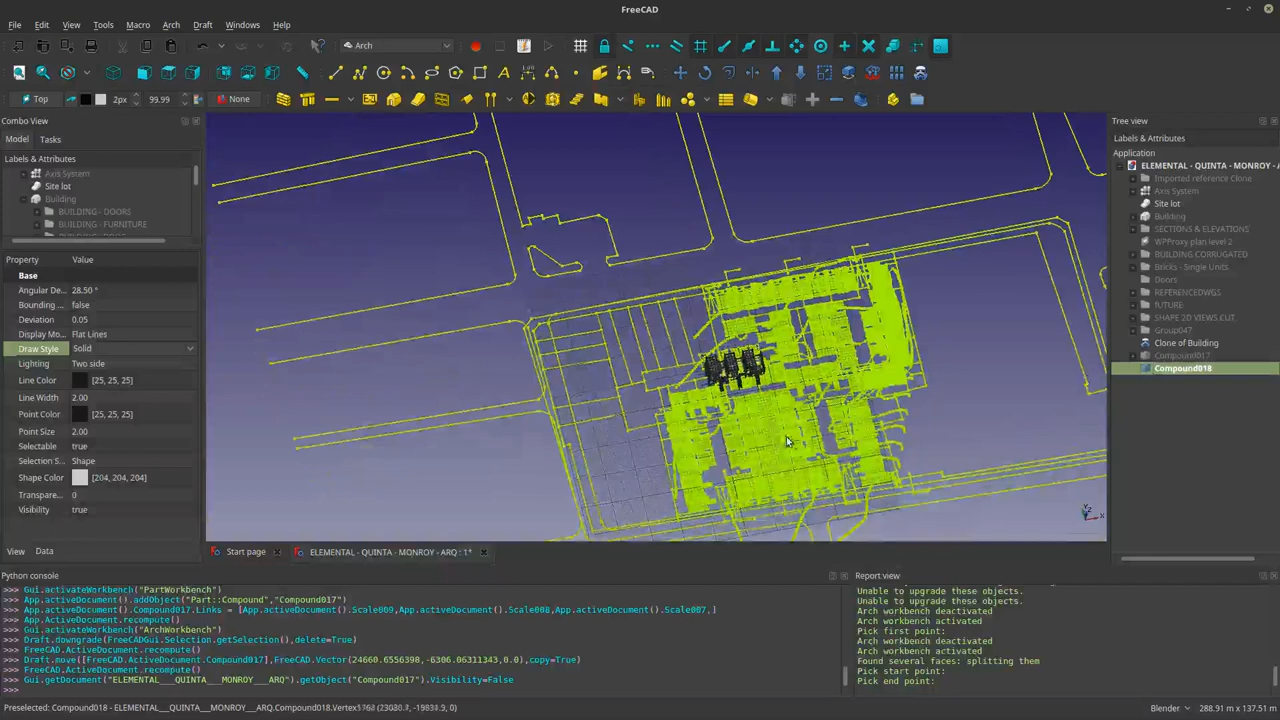 FreeCAD
File Edit View Tools Macro Arch Draft Windows Help
Arch
Top 2px 99.99 None
Combo View
Model Tasks
Labels & Attributes
Axis System
Site lot
Building
BUILDING - DOORS
BUILDING - FURNITURE
Property Value
Base
Angular De... 28.50 °
Bounding ... false
Deviation 0.05
Display Mo... Flat Lines
Draw Style Solid
Lighting Two side
Line Color [25, 25, 25]
Line Width 2.00
Point Color [25, 25, 25]
Point Size 2.00
Selectable true
Selection S... Shape
Shape Color [204, 204, 204]
Transpare... 0
Visibility true
View Data
Start page ELEMENTAL - QUINTA - MONROY - ARQ : 1*
Tree view
Labels & Attributes
Application
ELEMENTAL - QUINTA - MONROY - A
Imported reference Clone
Axis System
Site lot
Building
SECTIONS & ELEVATIONS
WPProxy plan level 2
BUILDING CORRUGATED
Bricks - Single Units
Doors
REFERENCEDWGS
fUTURE
SHAPE 2D VIEWS CUT
Group047
Clone of Building
Compound017
Compound018
Python console
>>> Gui.activateWorkbench("PartWorkbench")
>>> App.activeDocument().addObject("Part::Compound","Compound017")
>>> App.activeDocument().Compound017.Links = [App.activeDocument().Scale009,App.activeDocument().Scale008,App.activeDocument().Scale007,]
>>> App.activeDocument().recompute()
>>> Gui.activateWorkbench("ArchWorkbench")
>>> Draft.downgrade(FreeCADGui.Selection.getSelection(),delete=True)
>>> FreeCAD.ActiveDocument.recompute()
>>> Draft.move([FreeCAD.ActiveDocument.Compound017],FreeCAD.Vector(24660.6556398,-6306.06311343,0.0),copy=True)
>>> FreeCAD.ActiveDocument.recompute()
>>> Gui.getDocument("ELEMENTAL___QUINTA___MONROY___ARQ").getObject("Compound017").Visibility=False
>>>
Report view
Unable to upgrade these objects.
Unable to upgrade these objects.
Arch workbench deactivated
Arch workbench activated
Pick first point:
Arch workbench deactivated
Arch workbench activated
Found several faces: splitting them
Pick start point:
Pick end point:
Preselected: Compound018 - ELEMENTAL___QUINTA___MONROY___ARQ.Compound018
Blender 288.91 m x 137.51 m